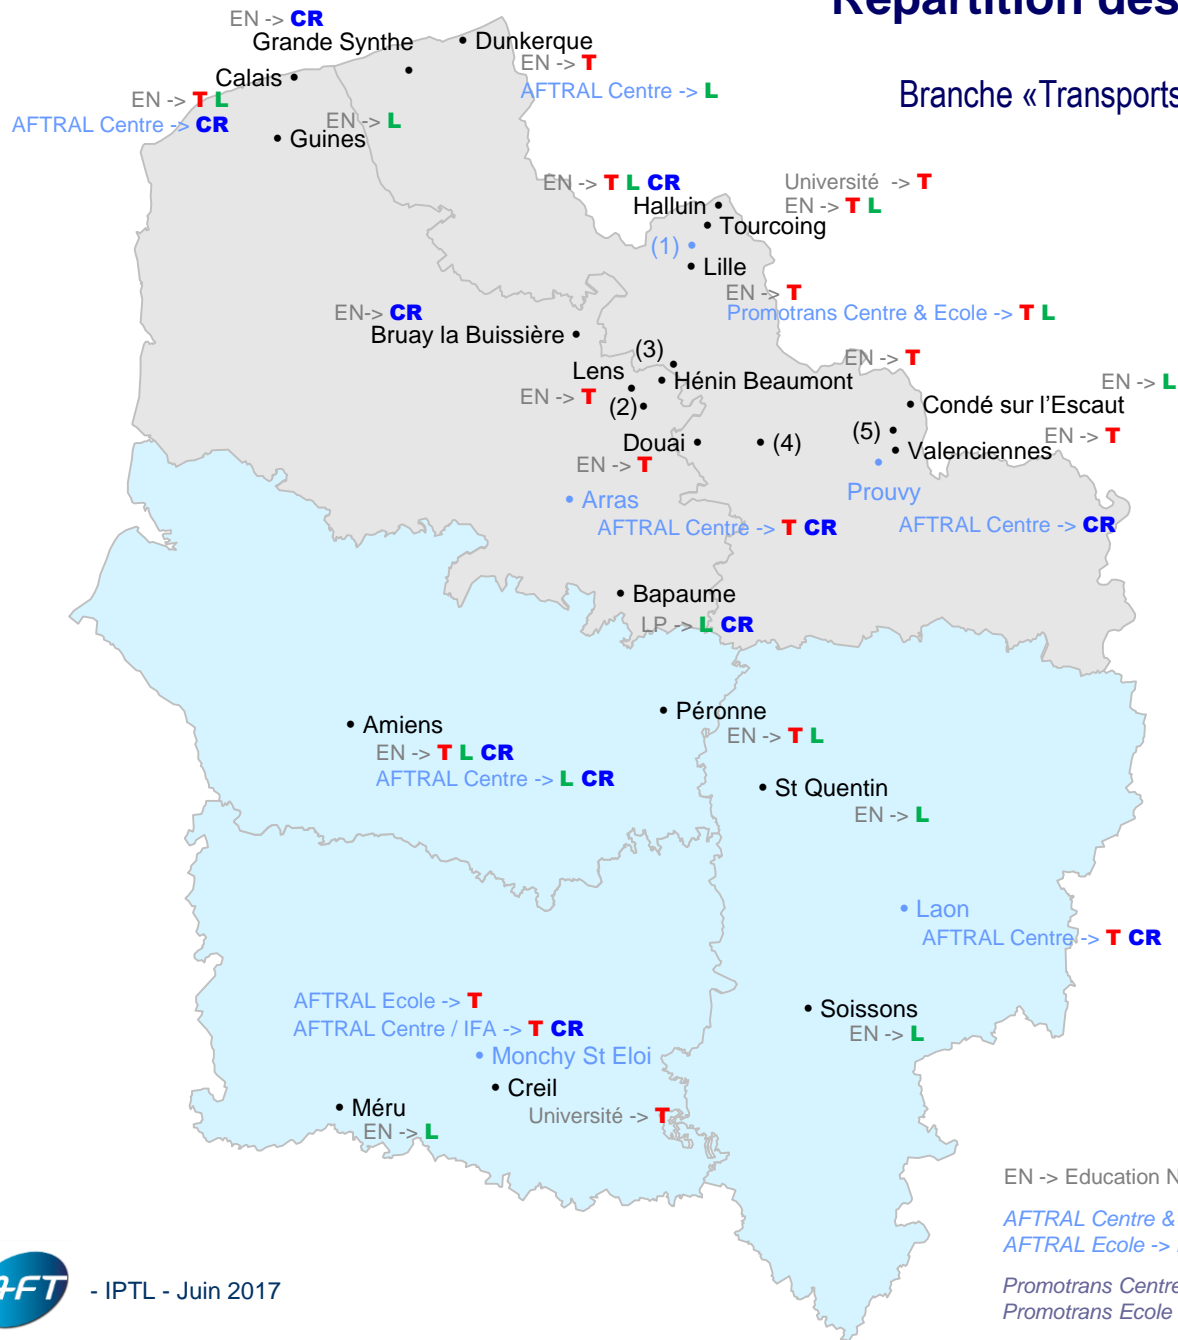 Répartition des
Branche «Transports
EN -> CR
Grande Synthe
• Dunkerque
EN -> T
AFTRAL Centre -> L
Calais •
EN -> T L
AFTRAL Centre -> CR
EN -> L
• Guines
EN -> T L CR
Halluin •
Université -> T
EN -> T L
• Tourcoing
(1) •
• Lille
EN -> T
Promotrans Centre & Ecole -> T L
EN-> CR
Bruay la Buissière •
(3)
EN -> T
Lens
• Hénin Beaumont
EN -> T
(2)
EN -> L
• Condé sur l'Escaut
(5) •
EN -> T
• Valenciennes
Douai •
• (4)
EN -> T
Prouvy
AFTRAL Centre -> CR
• Arras
AFTRAL Centre -> T CR
• Bapaume
LP -> L CR
• Péronne
EN -> T L
• Amiens
EN -> T L CR
AFTRAL Centre -> L CR
• St Quentin
EN -> L
• Laon
AFTRAL Centre -> T CR
AFTRAL Ecole -> T
AFTRAL Centre / IFA -> T CR
• Monchy St Eloi
• Soissons
EN -> L
• Creil
Université -> T
• Méru
EN -> L
EN -> Education N
AFTRAL Centre &
AFTRAL Ecole ->
Promotrans Centre
Promotrans Ecole
AFT - IPTL - Juin 2017